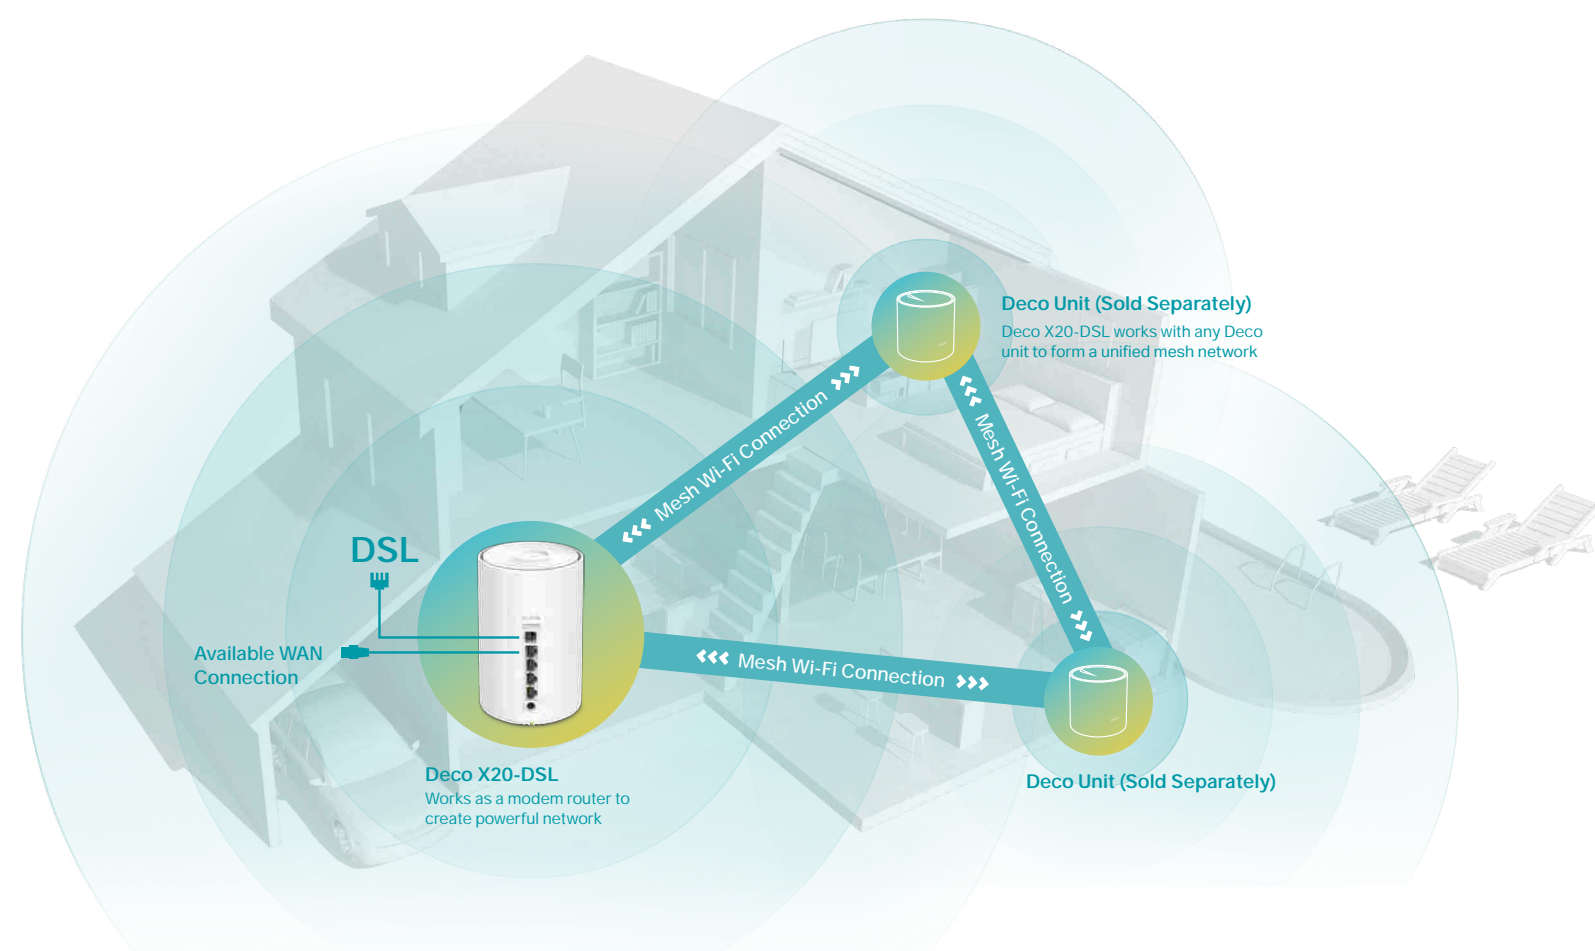 Deco Unit (Sold Separately)
Deco X20-DSL works with any Deco
unit to form a unified mesh network
Mesh Wi-Fi Connection
Mesh Wi-Fi Connection
DSL
Available WAN
Connection
Mesh Wi-Fi Connection
Deco X20-DSL
Works as a modem router to
create powerful network
Deco Unit (Sold Separately)